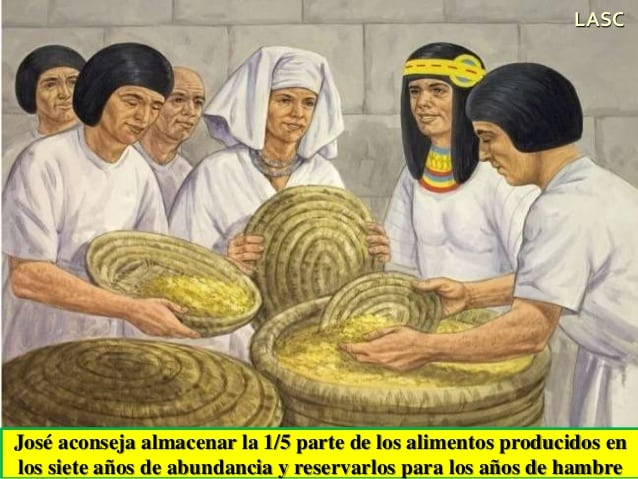 LASC
José aconseja almacenar la 1/5 parte de los alimentos producidos en
los siete años de abundancia y reservarlos para los años de hambre